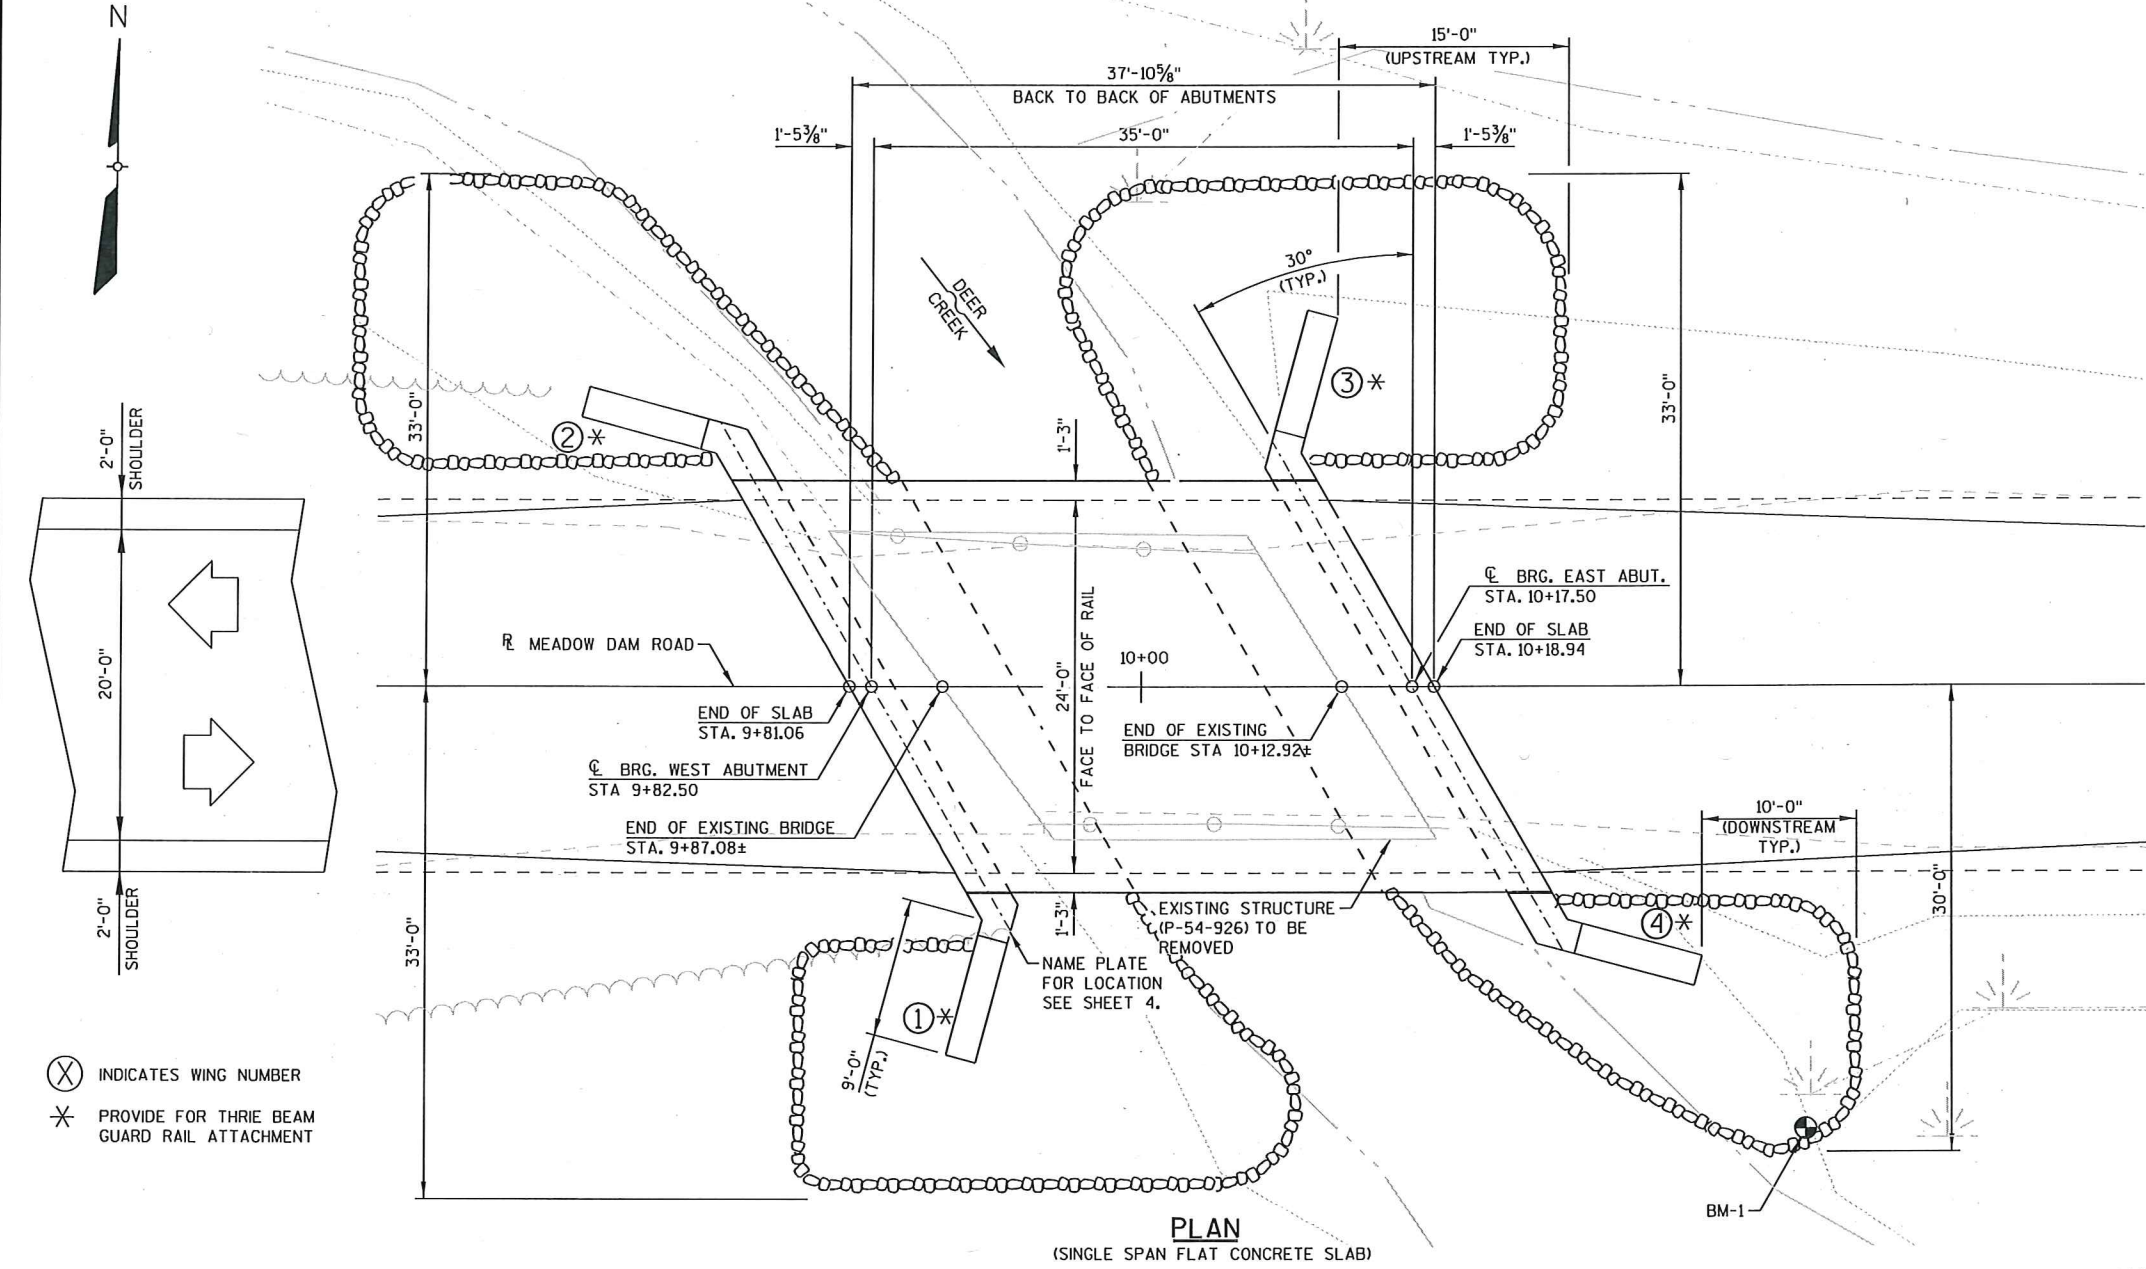 N
15'-0"
(UPSTREAM TYP.)
37'-10⅝"
BACK TO BACK OF ABUTMENTS
1'-5⅜"
35'-0"
1'-5⅜"
30°
(TYP.)
DEER
CREEK
33'-0"
33'-0"
1'-3"
3 *
2 *
2'-0"
SHOULDER
20'-0"
2'-0"
SHOULDER
℄ BRG. EAST ABUT.
STA. 10+17.50
END OF SLAB
STA. 10+18.94
R MEADOW DAM ROAD
10+00
24'-0"
FACE TO FACE OF RAIL
END OF SLAB
STA. 9+81.06
END OF EXISTING
BRIDGE STA 10+12.92±
℄ BRG. WEST ABUTMENT
STA 9+82.50
END OF EXISTING BRIDGE
STA. 9+87.08±
10'-0"
(DOWNSTREAM
TYP.)
30'-0"
33'-0"
1'-3"
EXISTING STRUCTURE
(P-54-926) TO BE
REMOVED
4 *
NAME PLATE
FOR LOCATION
SEE SHEET 4.
1 *
9'-0"
(TYP.)
X INDICATES WING NUMBER
* PROVIDE FOR THRIE BEAM
GUARD RAIL ATTACHMENT
BM-1
PLAN
(SINGLE SPAN FLAT CONCRETE SLAB)